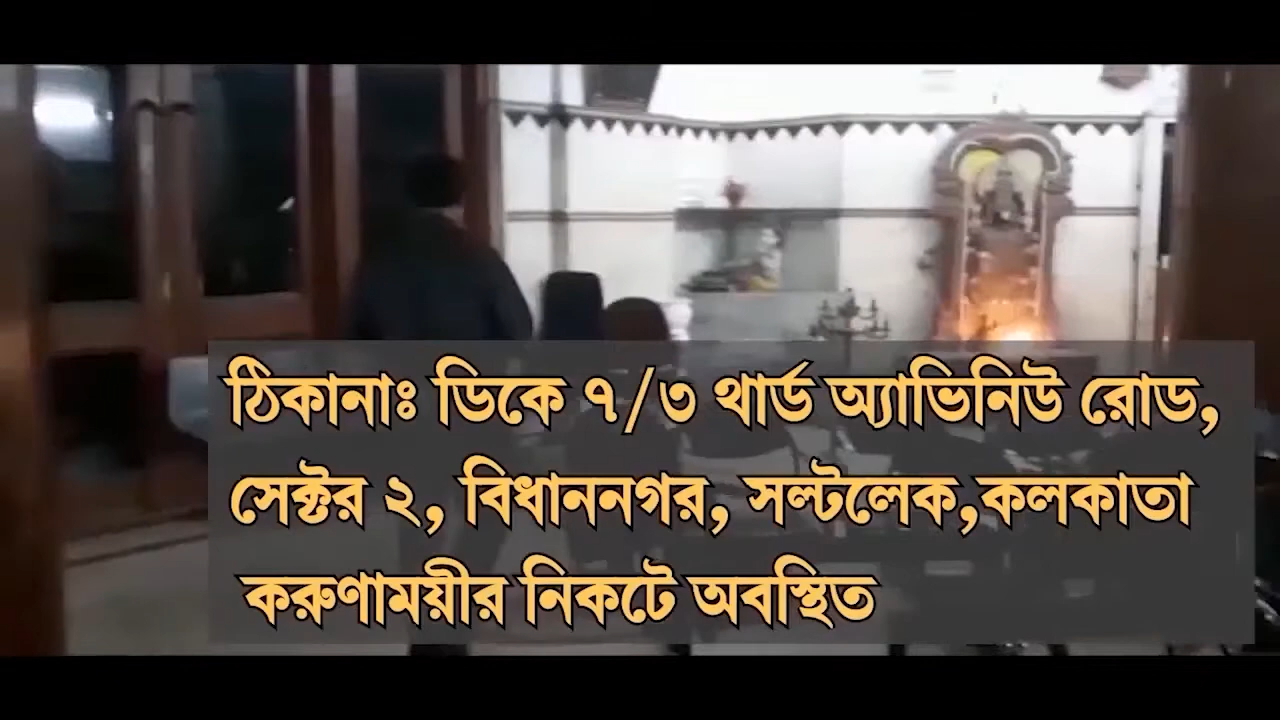 ঠিকানাঃ ডিকে ৭/৩ থার্ড অ্যাভিনিউ রোড,
সেক্টর ২, বিধাননগর, সল্টলেক,কলকাতা
করুণাময়ীর নিকটে অবস্থিত